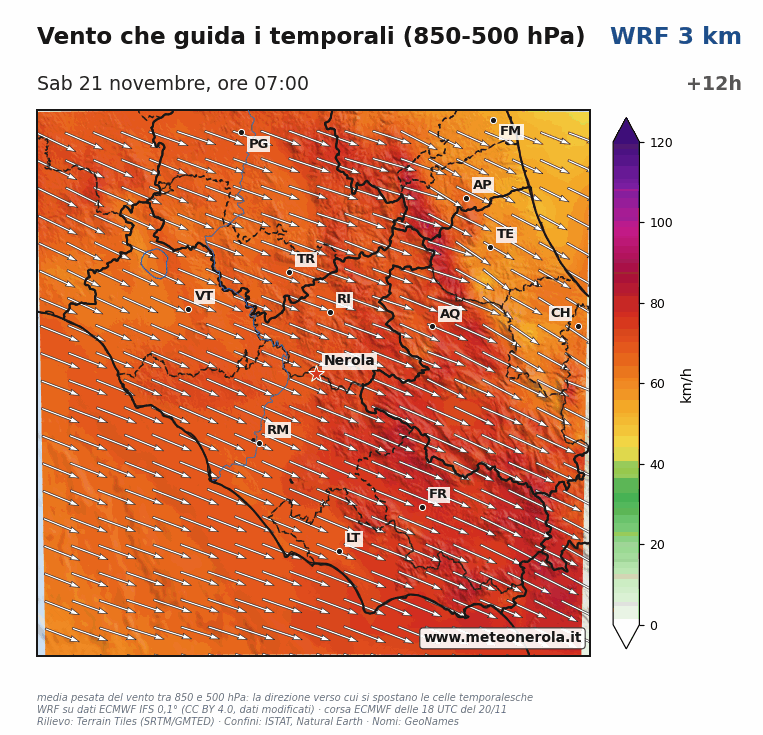 Vento che guida i temporali (850-500 hPa) WRF 3 km
Sab 21 novembre, ore 07:00 +12h
FM
PG
AP
TE
TR
VT
RI
AQ
CH
Nerola
RM
FR
LT
www.meteonerola.it
120
100
80
60
40
20
0
km/h
media pesata del vento tra 850 e 500 hPa: la direzione verso cui si spostano le celle temporalesche
WRF su dati ECMWF IFS 0,1° (CC BY 4.0, dati modificati) · corsa ECMWF delle 18 UTC del 20/11
Rilievo: Terrain Tiles (SRTM/GMTED) · Confini: ISTAT, Natural Earth · Nomi: GeoNames